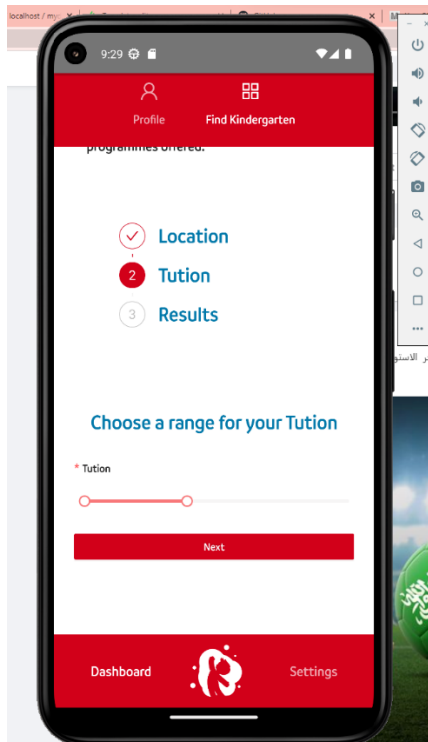 localhost / my
9:29
Profile
Find Kindergarten
programmes offered.
Location
2
Tution
3
Results
Choose a range for your Tution
* Tution
Next
Dashboard
Settings